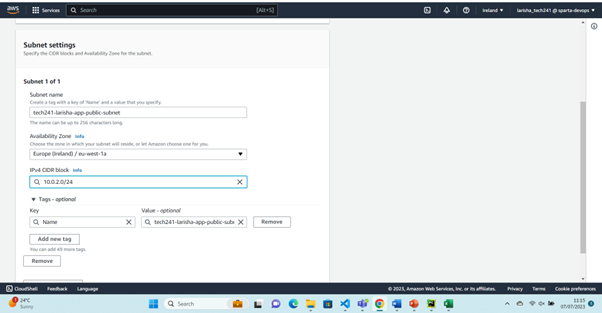 aws
Services
Search
[Alt+S]
Ireland
larisha_tech241 @ sparta-devops
Subnet settings
Specify the CIDR blocks and Availability Zone for the subnet.
Subnet 1 of 1
Subnet name
Create a tag with a key of 'Name' and a value that you specify.
tech241-larisha-app-public-subnet
The name can be up to 256 characters long.
Availability Zone Info
Choose the zone in which your subnet will reside, or let Amazon choose one for you.
Europe (Ireland) / eu-west-1a
IPv4 CIDR block Info
10.0.2.0/24
Tags - optional
Key
Value - optional
Name
tech241-larisha-app-public-sub
Remove
Add new tag
You can add 49 more tags.
Remove
CloudShell
Feedback
Language
© 2023, Amazon Web Services, Inc. or its affiliates.
Privacy
Terms
Cookie preferences
24°C
Sunny
Search
11:15
07/07/2023